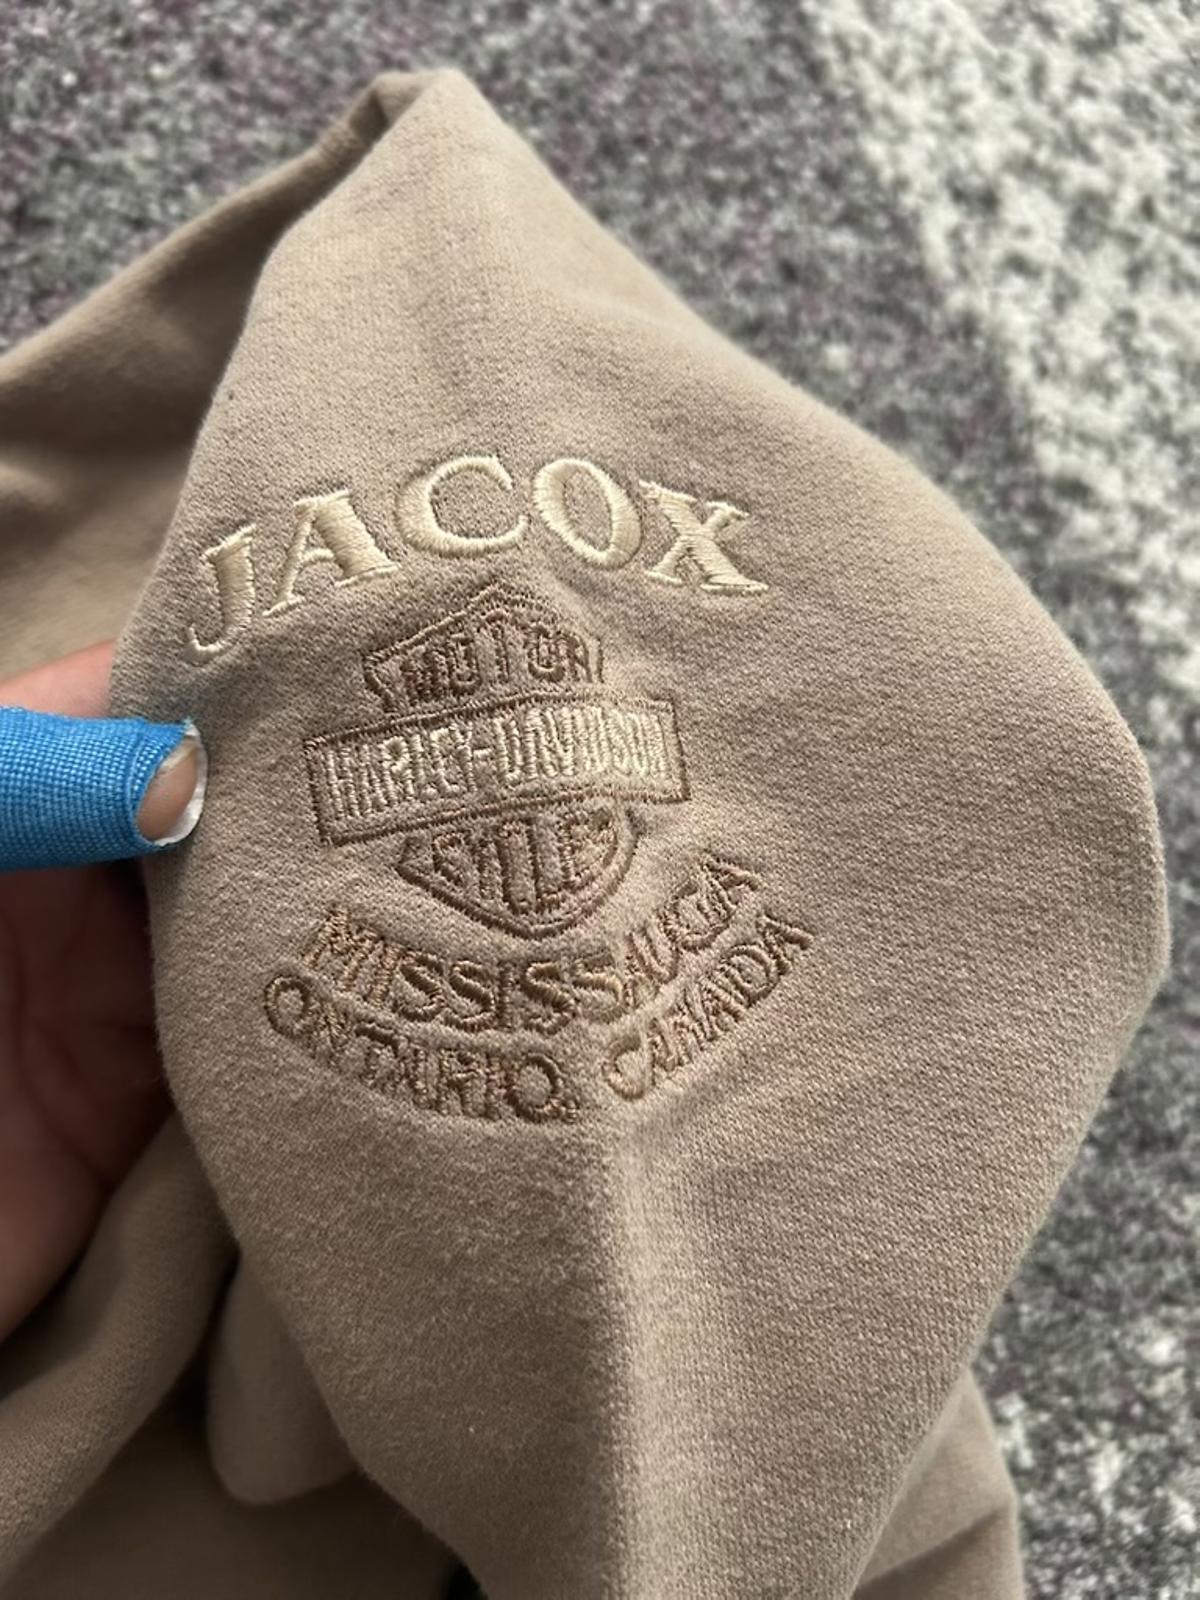 JACOX
MOTOR
HARLEY-DAVIDSON
CYCLES
MISSISSAUGA
ONTARIO, CANADA